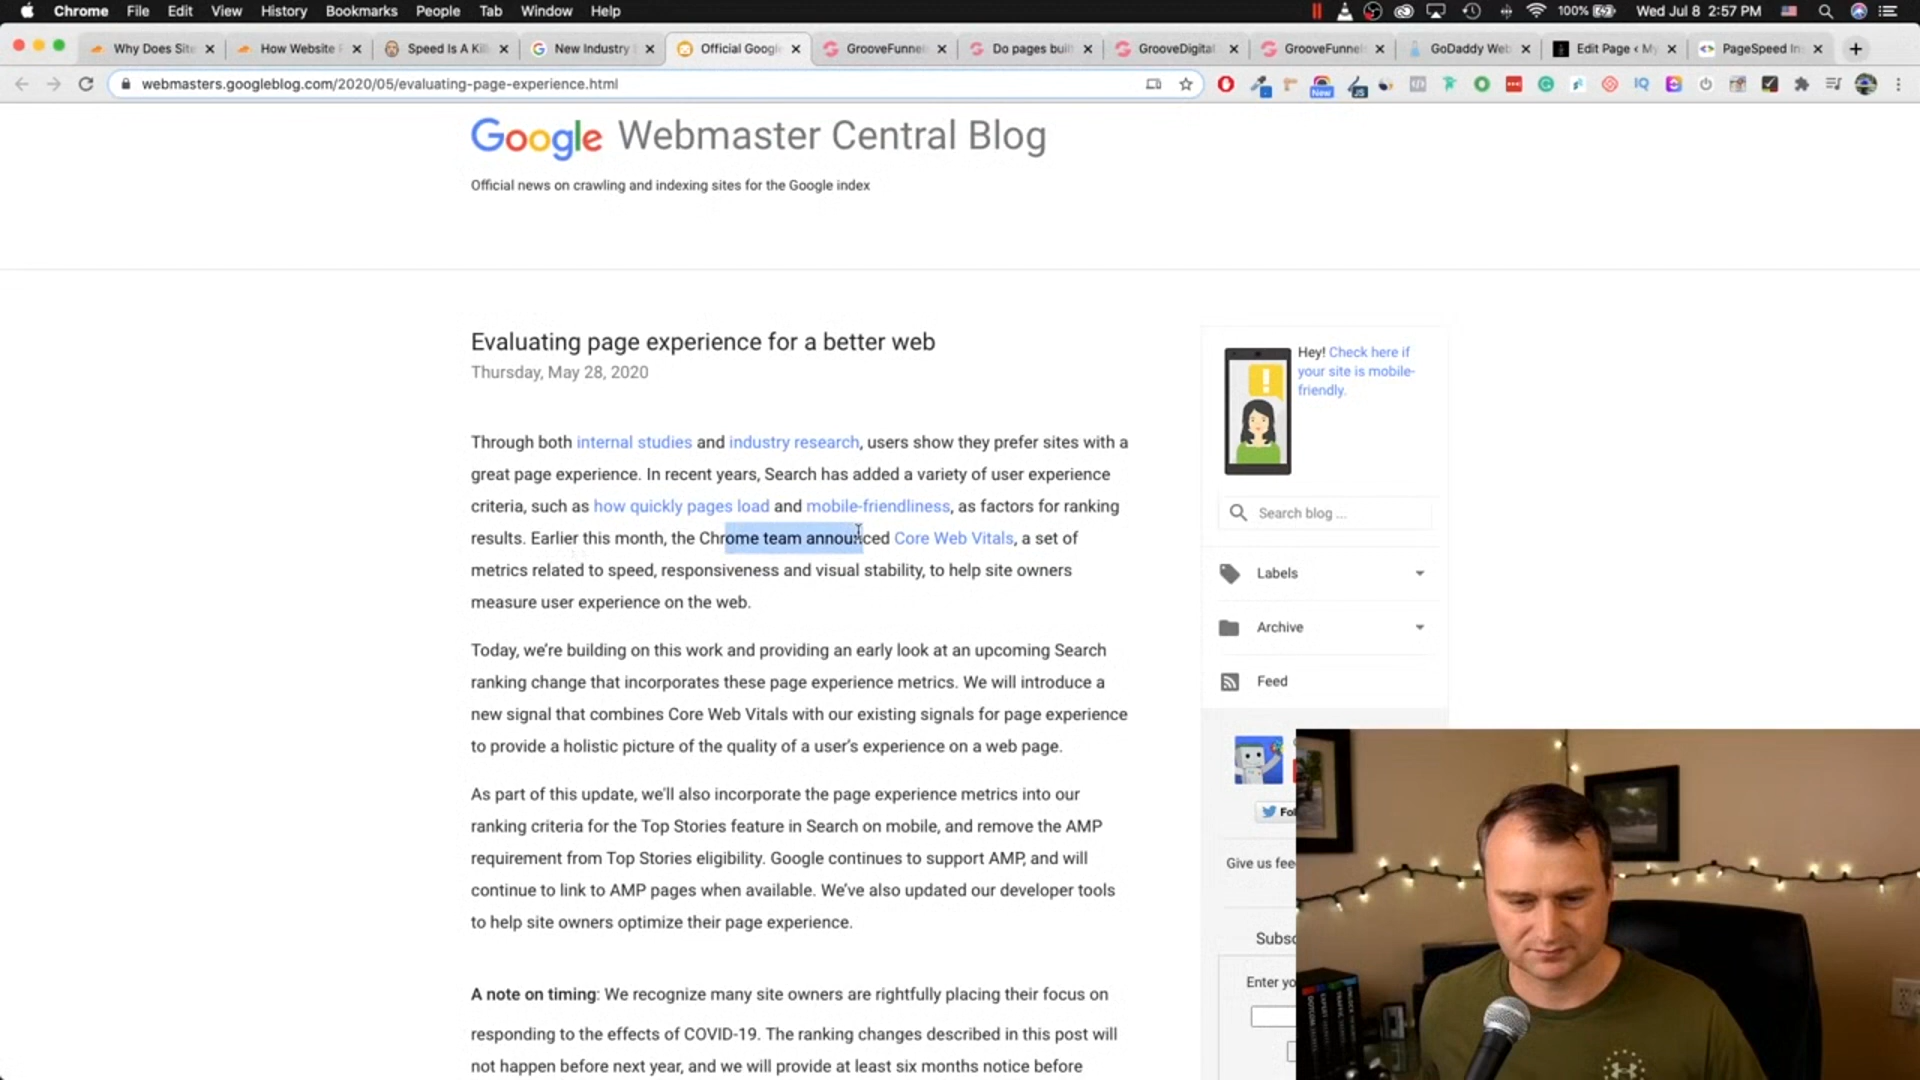 Chrome File Edit View History Bookmarks People Tab Window Help 100% Wed Jul 8 2:57 PM
Why Does Site How Website Speed Is A Kil New Industry Official Googl GrooveFunnel Do pages buil GrooveDigital GrooveFunnel GoDaddy Web Edit Page ‹ My PageSpeed In
webmasters.googleblog.com/2020/05/evaluating-page-experience.html
Google Webmaster Central Blog
Official news on crawling and indexing sites for the Google index
Evaluating page experience for a better web
Thursday, May 28, 2020
Through both internal studies and industry research, users show they prefer sites with a
great page experience. In recent years, Search has added a variety of user experience
criteria, such as how quickly pages load and mobile-friendliness, as factors for ranking
results. Earlier this month, the Chrome team announced Core Web Vitals, a set of
metrics related to speed, responsiveness and visual stability, to help site owners
measure user experience on the web.
Today, we're building on this work and providing an early look at an upcoming Search
ranking change that incorporates these page experience metrics. We will introduce a
new signal that combines Core Web Vitals with our existing signals for page experience
to provide a holistic picture of the quality of a user's experience on a web page.
As part of this update, we'll also incorporate the page experience metrics into our
ranking criteria for the Top Stories feature in Search on mobile, and remove the AMP
requirement from Top Stories eligibility. Google continues to support AMP, and will
continue to link to AMP pages when available. We've also updated our developer tools
to help site owners optimize their page experience.
A note on timing: We recognize many site owners are rightfully placing their focus on
responding to the effects of COVID-19. The ranking changes described in this post will
not happen before next year, and we will provide at least six months notice before
Hey! Check here if
your site is mobile-
friendly.
Search blog ...
Labels
Archive
Feed
Fol
Give us fee
Subsc
Enter yo